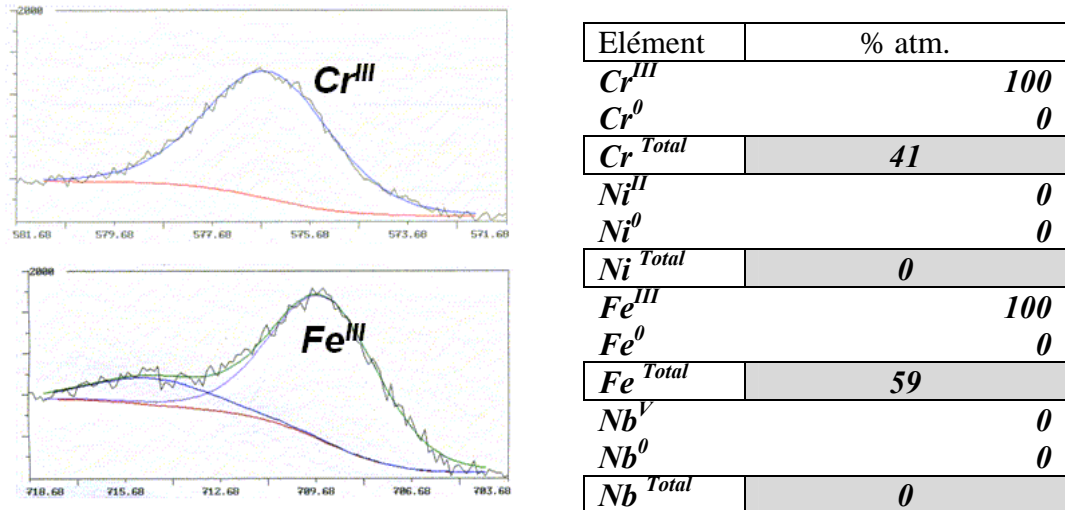 2000
Cr^III
581.68 579.68 577.68 575.68 573.68 571.68
2000
Fe^III
718.68 715.68 712.68 709.68 706.68 703.68
Elément % atm.
Cr^III 100
Cr^0 0
Cr^Total 41
Ni^II 0
Ni^0 0
Ni^Total 0
Fe^III 100
Fe^0 0
Fe^Total 59
Nb^V 0
Nb^0 0
Nb^Total 0